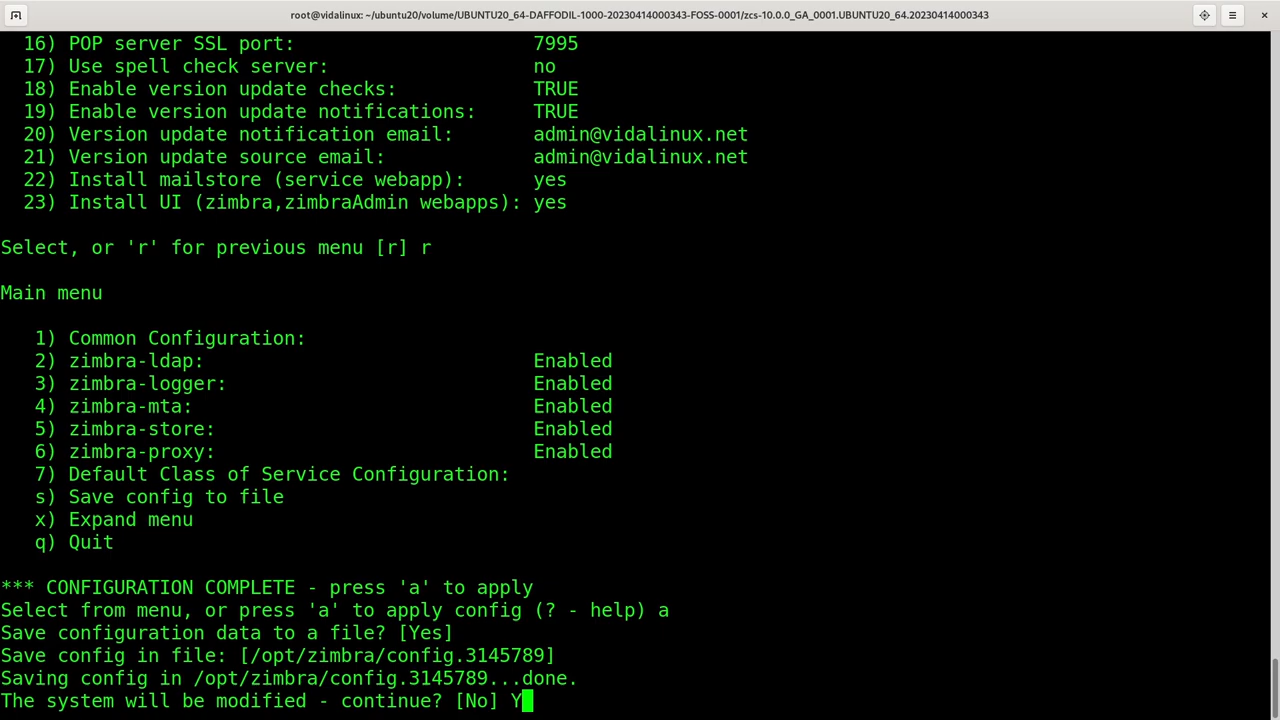 root@vidalinux: ~/ubuntu20/volume/UBUNTU20_64-DAFFODIL-1000-20230414000343-FOSS-0001/zcs-10.0.0_GA_0001.UBUNTU20_64.20230414000343
16) POP server SSL port: 7995
17) Use spell check server: no
18) Enable version update checks: TRUE
19) Enable version update notifications: TRUE
20) Version update notification email: admin@vidalinux.net
21) Version update source email: admin@vidalinux.net
22) Install mailstore (service webapp): yes
23) Install UI (zimbra,zimbraAdmin webapps): yes
Select, or 'r' for previous menu [r] r
Main menu
1) Common Configuration:
2) zimbra-ldap: Enabled
3) zimbra-logger: Enabled
4) zimbra-mta: Enabled
5) zimbra-store: Enabled
6) zimbra-proxy: Enabled
7) Default Class of Service Configuration:
s) Save config to file
x) Expand menu
q) Quit
*** CONFIGURATION COMPLETE - press 'a' to apply
Select from menu, or press 'a' to apply config (? - help) a
Save configuration data to a file? [Yes]
Save config in file: [/opt/zimbra/config.3145789]
Saving config in /opt/zimbra/config.3145789...done.
The system will be modified - continue? [No] Y